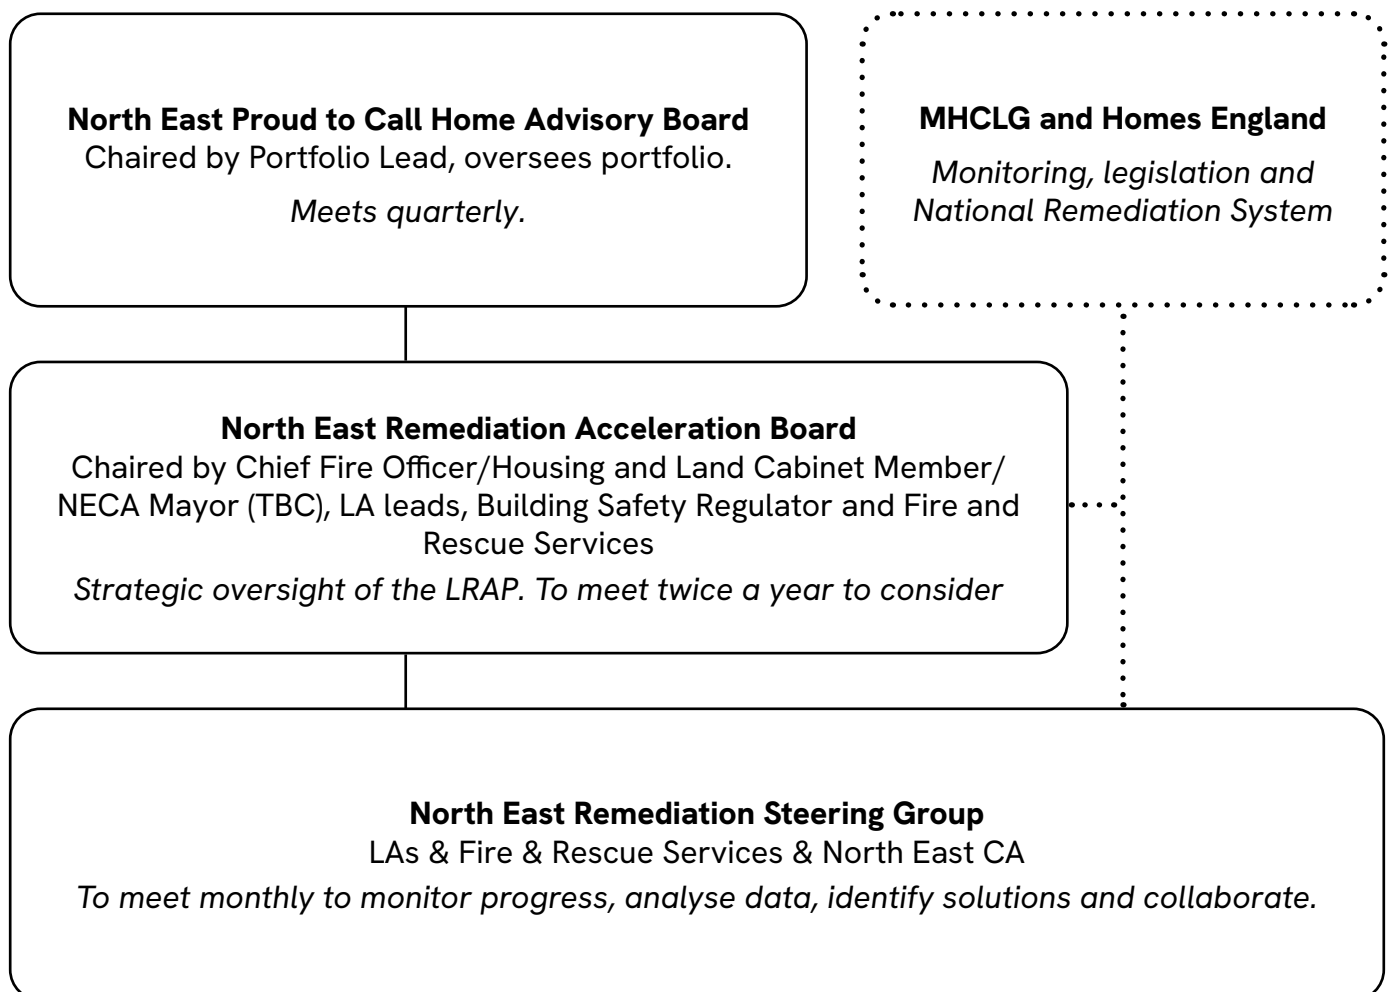 North East Proud to Call Home Advisory Board
Chaired by Portfolio Lead, oversees portfolio.
Meets quarterly.
MHCLG and Homes England
Monitoring, legislation and
National Remediation System
North East Remediation Acceleration Board
Chaired by Chief Fire Officer/Housing and Land Cabinet Member/
NECA Mayor (TBC), LA leads, Building Safety Regulator and Fire and
Rescue Services
Strategic oversight of the LRAP. To meet twice a year to consider
North East Remediation Steering Group
LAs & Fire & Rescue Services & North East CA
To meet monthly to monitor progress, analyse data, identify solutions and collaborate.